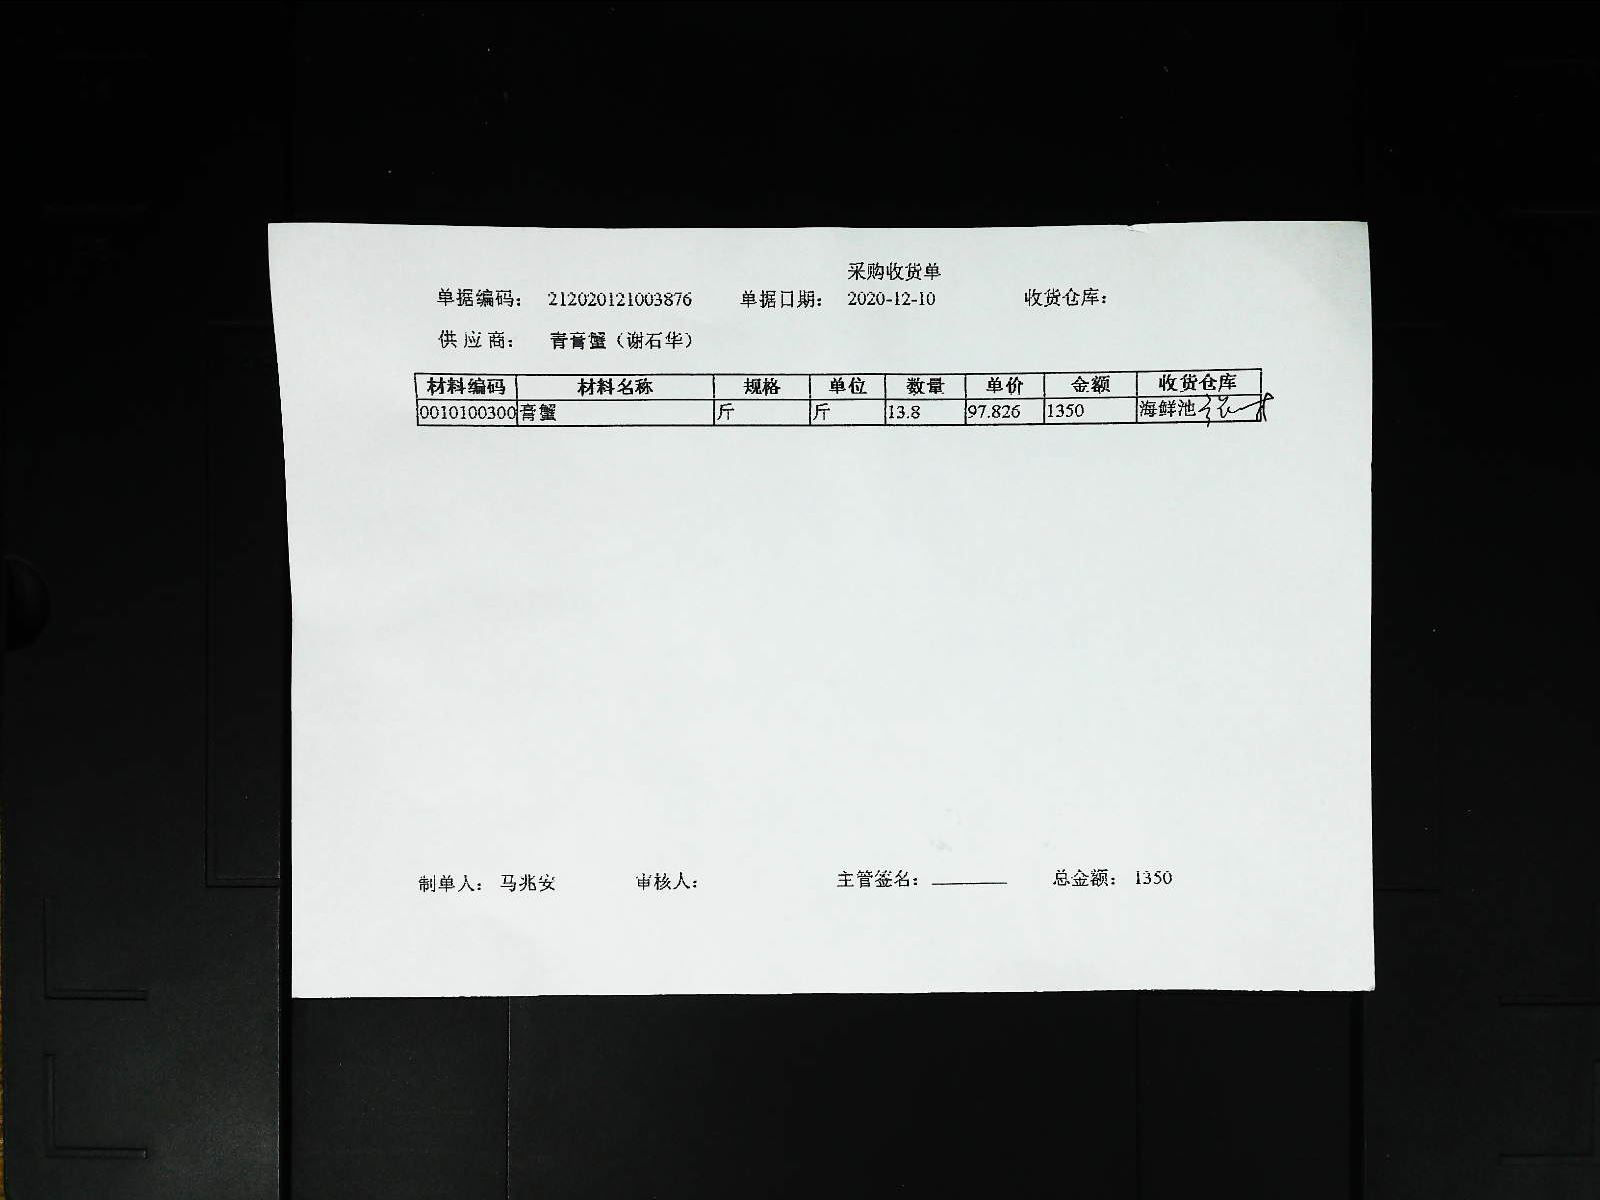 采购收货单
单据编码： 212020121003876 单据日期： 2020-12-10 收货仓库：
供 应 商： 青膏蟹（谢石华）
材料编码 材料名称 规格 单位 数量 单价 金额 收货仓库
0010100300 膏蟹 斤 斤 13.8 97.826 1350 海鲜池
制单人： 马兆安 审核人： 主管签名： 总金额： 1350